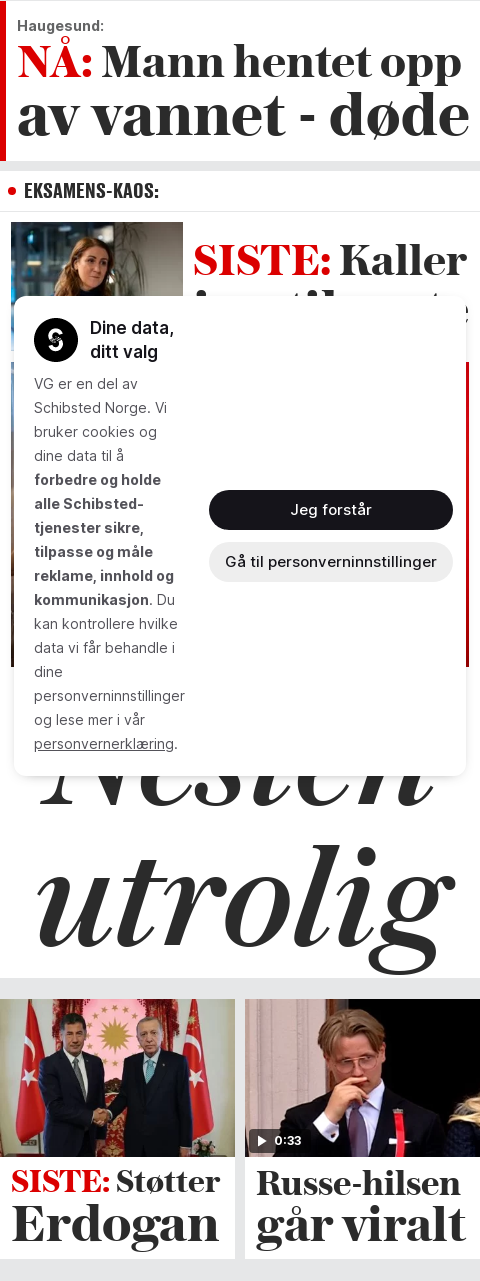 Haugesund:
NÅ: Mann hentet opp
av vannet - døde
EKSAMENS-KAOS:
SISTE: Kaller
Dine data,
ditt valg
VG er en del av
Schibsted Norge. Vi
bruker cookies og
dine data til å
forbedre og holde
alle Schibsted-
tjenester sikre,
tilpasse og måle
reklame, innhold og
kommunikasjon. Du
kan kontrollere hvilke
data vi får behandle i
dine
personverninnstillinger
og lese mer i vår
personvernerklæring.
Jeg forstår
Gå til personverninnstillinger
Nesten
utrolig
0:33
SISTE: Støtter
Erdogan
Russe-hilsen
går viralt